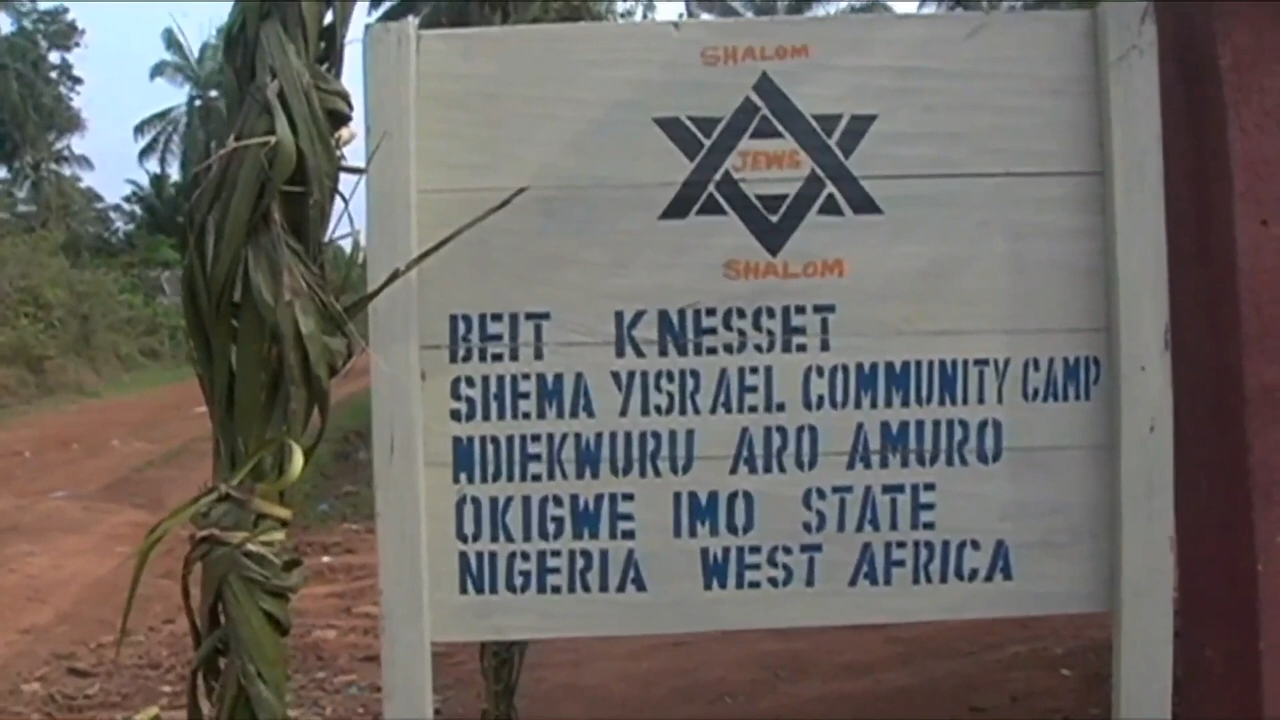 SHALOM
JEWS
SHALOM
BEIT KNESSET
SHEMA YISRAEL COMMUNITY CAMP
NDIEKWURU ARO AMURO
OKIGWE IMO STATE
NIGERIA WEST AFRICA